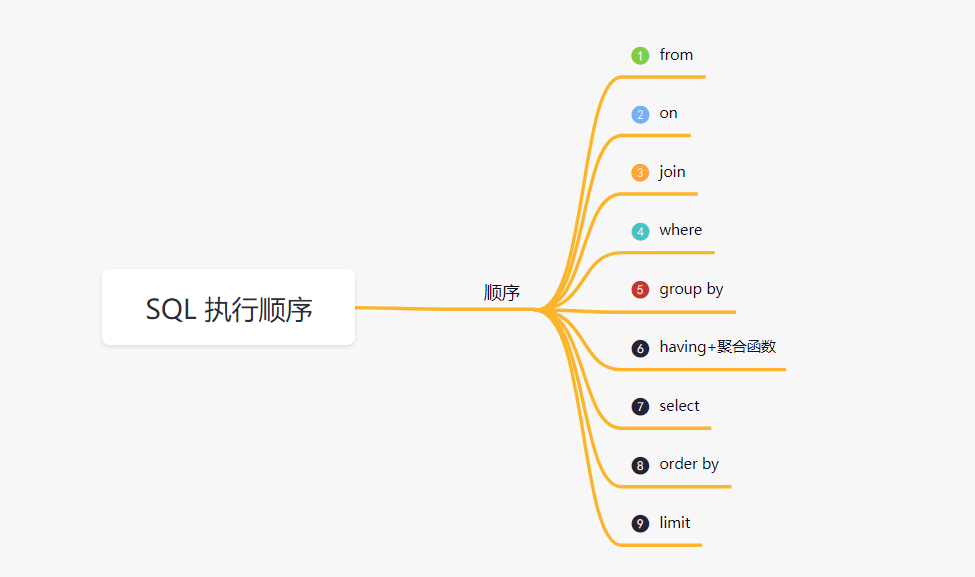 SQL 执行顺序
顺序
1 from
2 on
3 join
4 where
5 group by
6 having+聚合函数
7 select
8 order by
9 limit